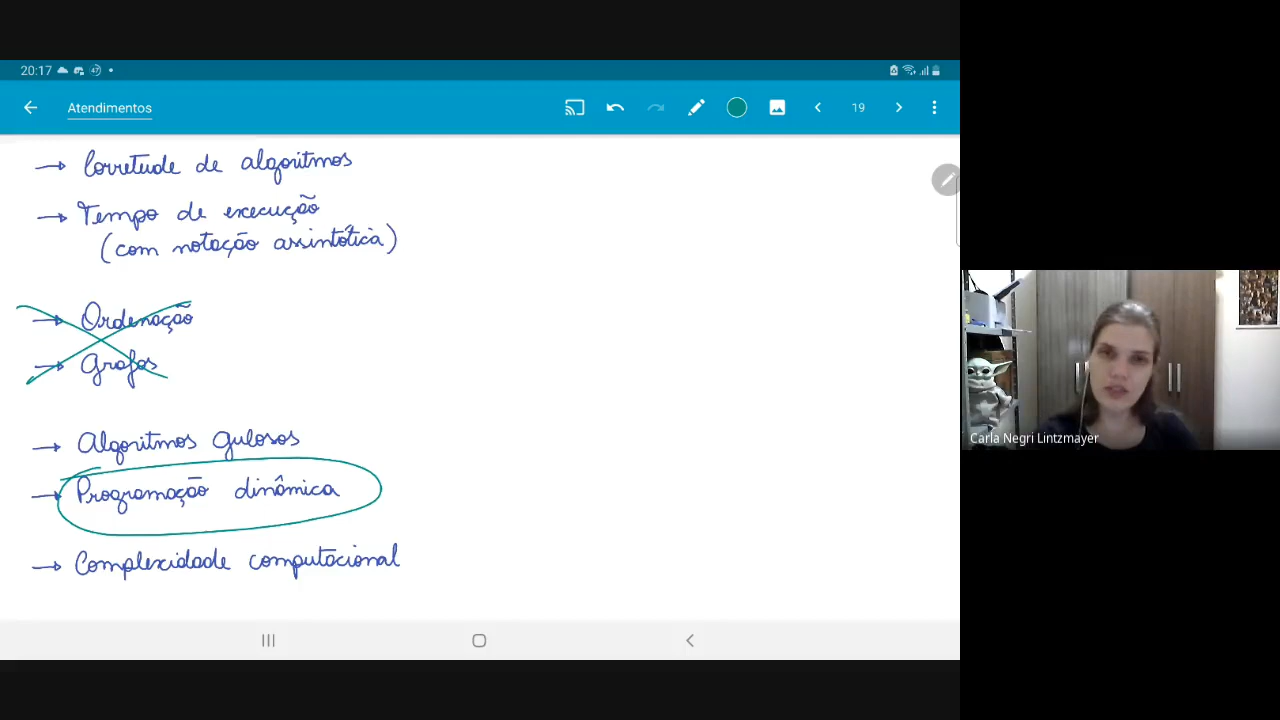 20:17
47
Atendimentos
19
→ Corretude de algoritmos
→ Tempo de execução
(com notação assintótica)
→ Ordenação
→ Grafos
→ Algoritmos gulosos
→ Programação dinâmica
→ Complexidade computacional
Carla Negri Lintzmayer